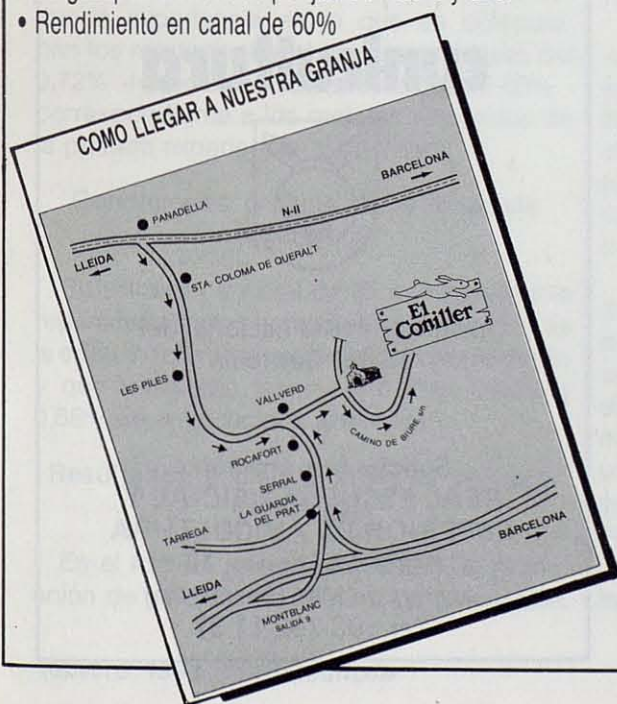 • Rendimiento en canal de 60%
COMO LLEGAR A NUESTRA GRANJA
BARCELONA
N-II
PANADELLA
LLEIDA
STA. COLOMA DE QUERALT
El
Coniller
LES PILES
VALLVERD
CAMINO DE BIURE s/n
ROCAFORT
SERRAL
LA GUARDIA
DEL PRAT
TARREGA
BARCELONA
LLEIDA
MONTBLANC
SALIDA 9